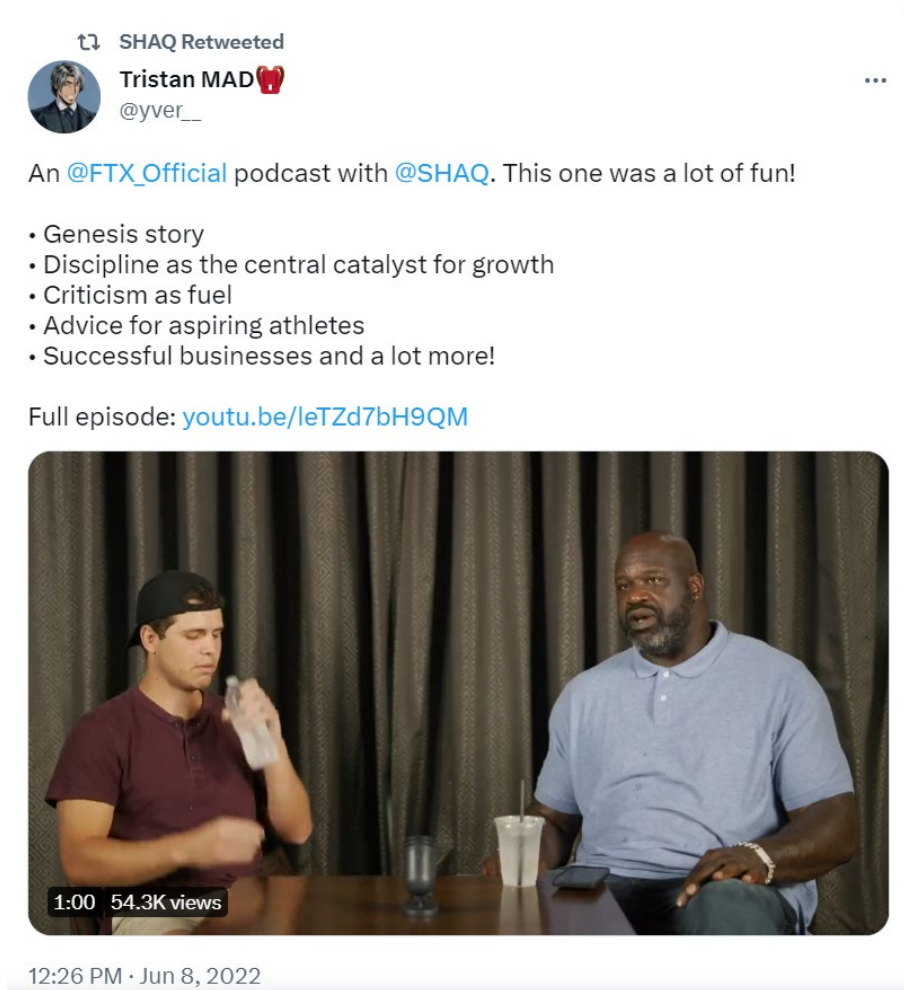 SHAQ Retweeted
Tristan MAD
@yver__
An @FTX_Official podcast with @SHAQ. This one was a lot of fun!
• Genesis story
• Discipline as the central catalyst for growth
• Criticism as fuel
• Advice for aspiring athletes
• Successful businesses and a lot more!
Full episode: youtu.be/leTZd7bH9QM
1:00 54.3K views
12:26 PM · Jun 8, 2022